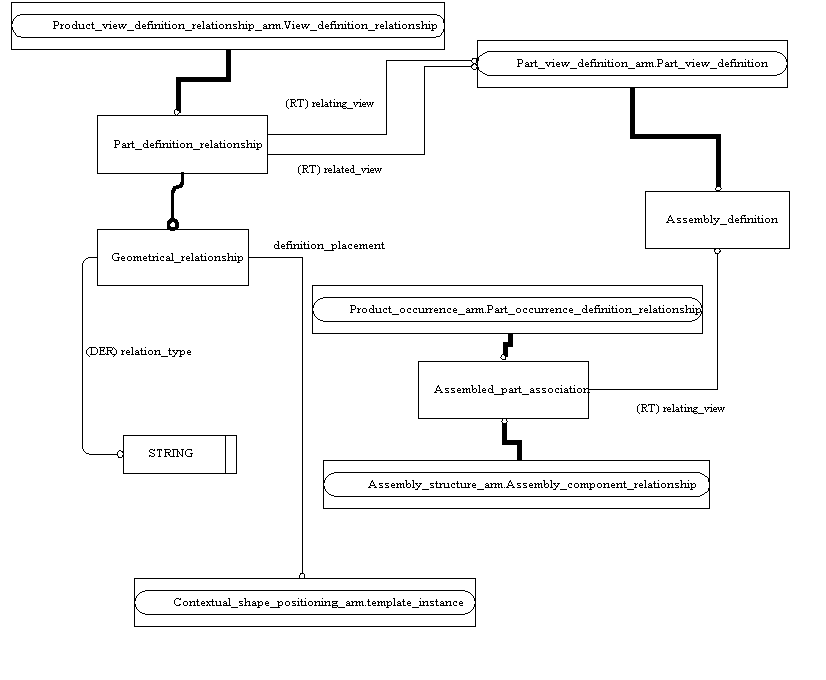 Product_view_definition_relationship_arm.View_definition_relationship
Part_view_definition_arm.Part_view_definition
(RT) relating_view
Part_definition_relationship
(RT) related_view
Assembly_definition
definition_placement
Geometrical_relationship
Product_occurrence_arm.Part_occurrence_definition_relationship
(DER) relation_type
Assembled_part_association
(RT) relating_view
STRING
Assembly_structure_arm.Assembly_component_relationship
Contextual_shape_positioning_arm.template_instance